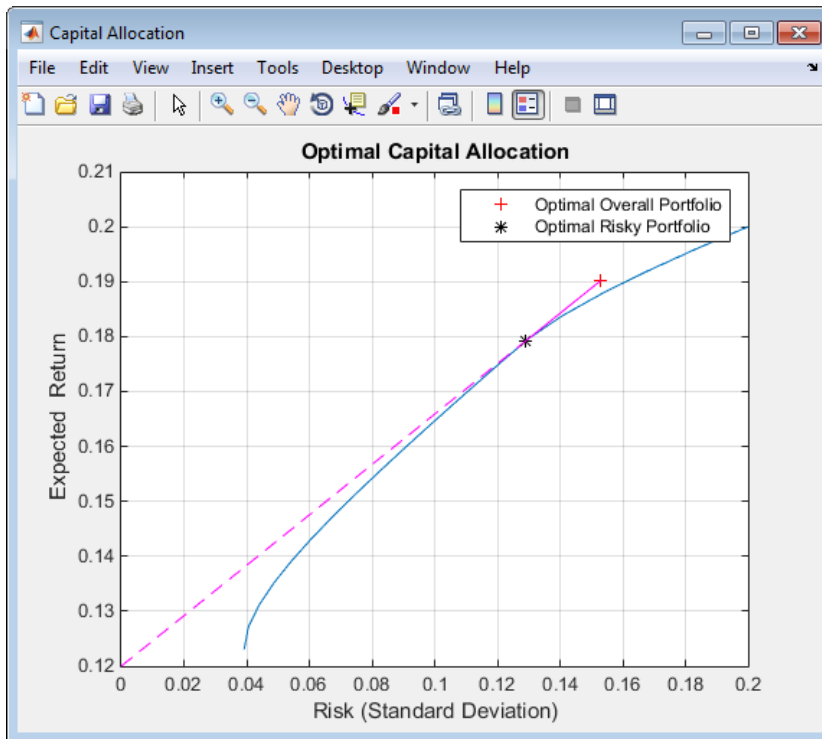 Capital Allocation
File Edit View Insert Tools Desktop Window Help
Optimal Capital Allocation
Optimal Overall Portfolio
Optimal Risky Portfolio
0.21
0.2
0.19
0.18
0.17
0.16
0.15
0.14
0.13
0.12
Expected Return
0 0.02 0.04 0.06 0.08 0.1 0.12 0.14 0.16 0.18 0.2
Risk (Standard Deviation)